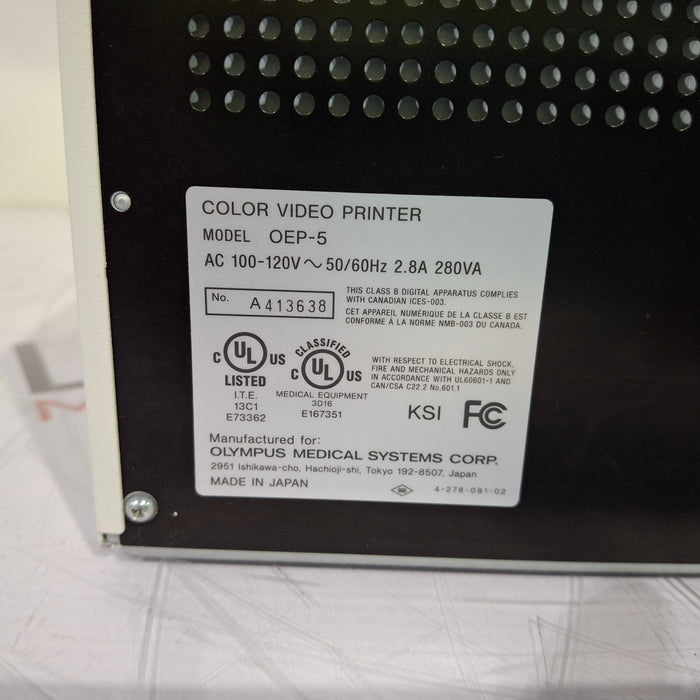 COLOR VIDEO PRINTER
MODEL OEP-5
AC 100-120V～50/60Hz 2.8A 280VA
No. A413638
THIS CLASS B DIGITAL APPARATUS COMPLIES
WITH CANADIAN ICES-003.
CET APPAREIL NUMÉRIQUE DE LA CLASSE B EST
CONFORME À LA NORME NMB-003 DU CANADA.
C UL US
LISTED
I.T.E.
13C1
E73362
CLASSIFIED
C UL US
MEDICAL EQUIPMENT
3D16
E167351
WITH RESPECT TO ELECTRICAL SHOCK,
FIRE AND MECHANICAL HAZARDS ONLY
IN ACCORDANCE WITH UL60601-1 AND
CAN/CSA C22.2 No.601.1
KSI FC
Manufactured for:
OLYMPUS MEDICAL SYSTEMS CORP.
2951 Ishikawa-cho, Hachioji-shi, Tokyo 192-8507, Japan
MADE IN JAPAN
4-278-081-02